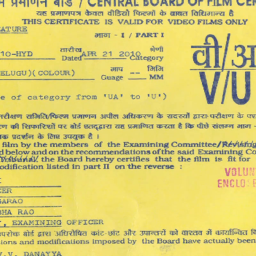 प्रमाणन बोर्ड / CENTRAL BOARD OF FILM CE
यह प्रमाणपत्र केवल वीडियो फिल्मों के वास्ते विधिमान्य है
THIS CERTIFICATE IS VALID FOR VIDEO FILMS ONLY
ATURE
भाग - I / PART I
तारीख श्रेणी
10-HYD APR 21 2010
Dated Category
वी/अ
V/U
ELUGU)(COLOUR)
माप मि.मी.
Guage -- MM
e of category from 'UA' to 'U')
film by the members of the Examining Committee/Revising
d below and on the recommendations of the said Examining Co
Tribunal, the Board hereby certifies that the film is fit for
odification listed in part II on the reverse :
VOLUN
ENCLO
CER
SARAO
HA RAO
, EXAMINING OFFICER
tions and modifications imposed by the Board have actually been
.V. DANAYYA